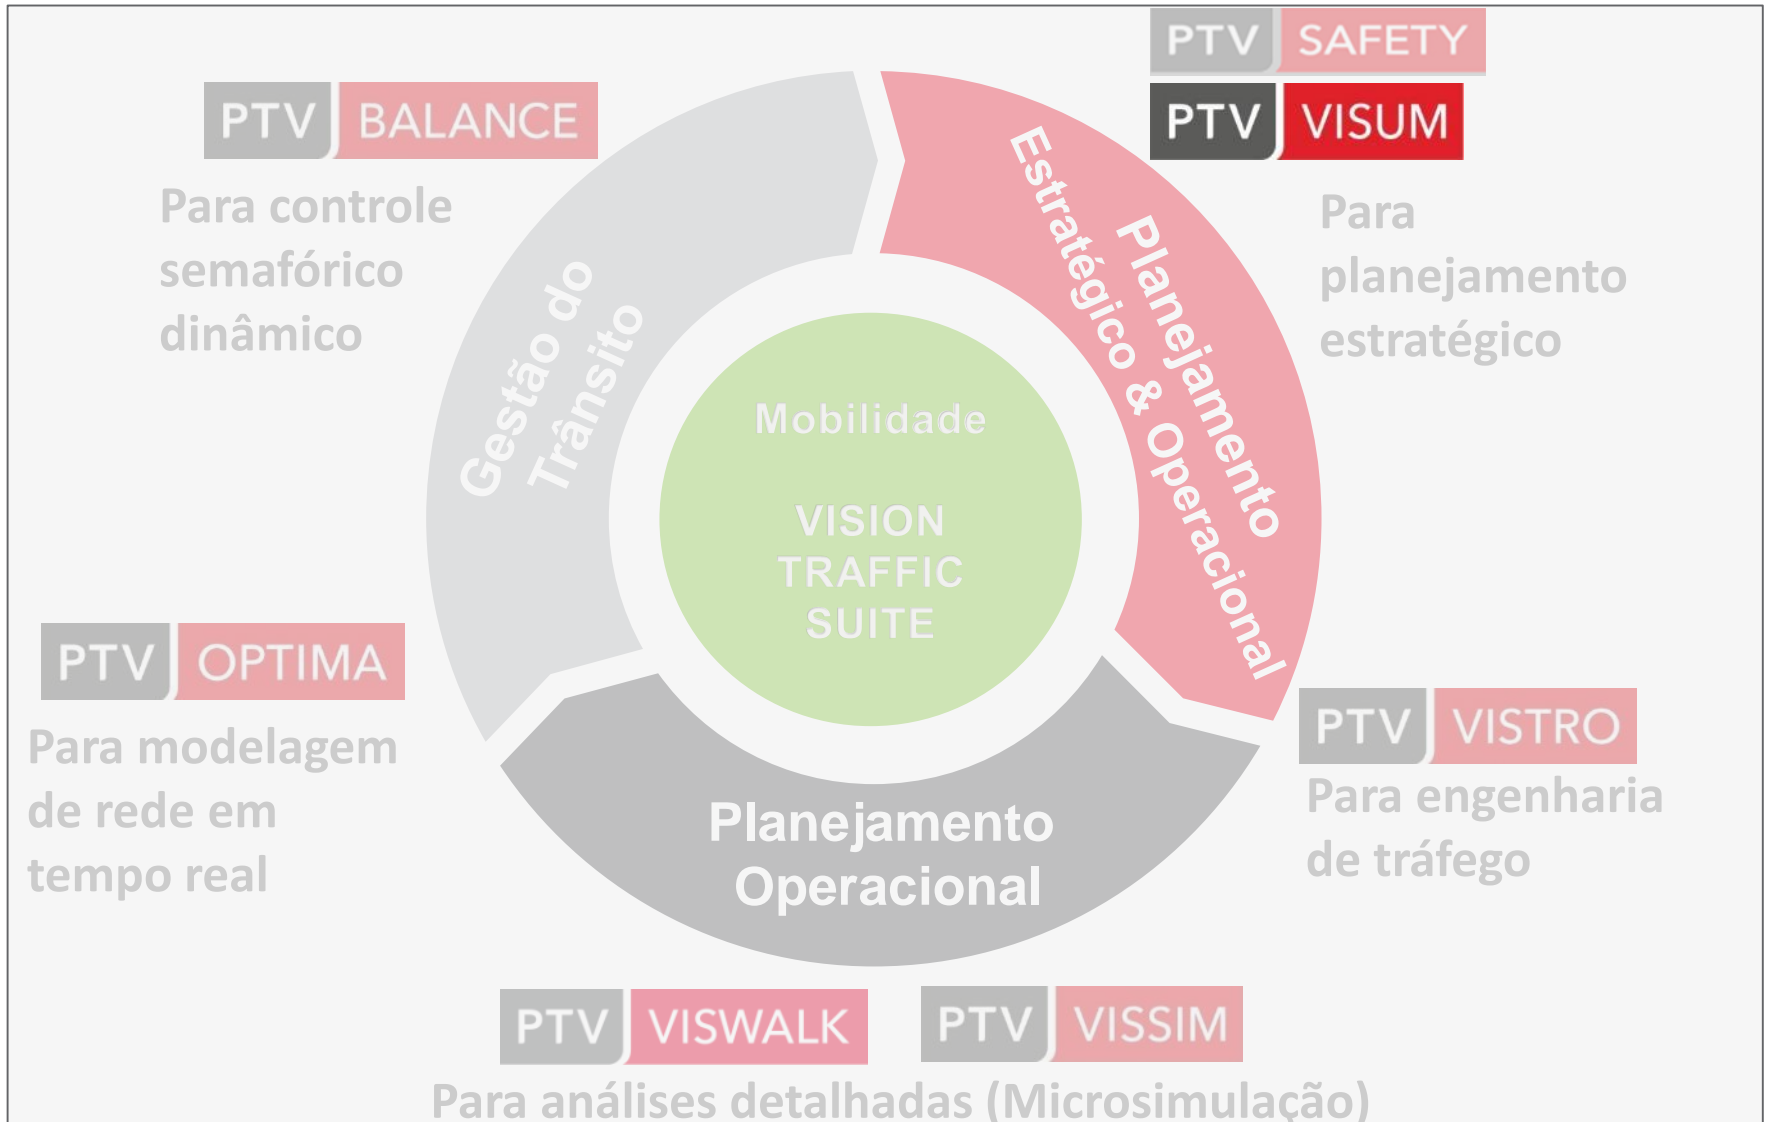 PTV SAFETY
PTV BALANCE
PTV VISUM
Para controle
semafórico
dinâmico
Para
planejamento
estratégico
Gestão do
Trânsito
Planejamento
Estratégico & Operacional
Mobilidade
VISION
TRAFFIC
SUITE
PTV OPTIMA
Para modelagem
de rede em
tempo real
PTV VISTRO
Para engenharia
de tráfego
Planejamento
Operacional
PTV VISWALK
PTV VISSIM
Para análises detalhadas (Microsimulação)